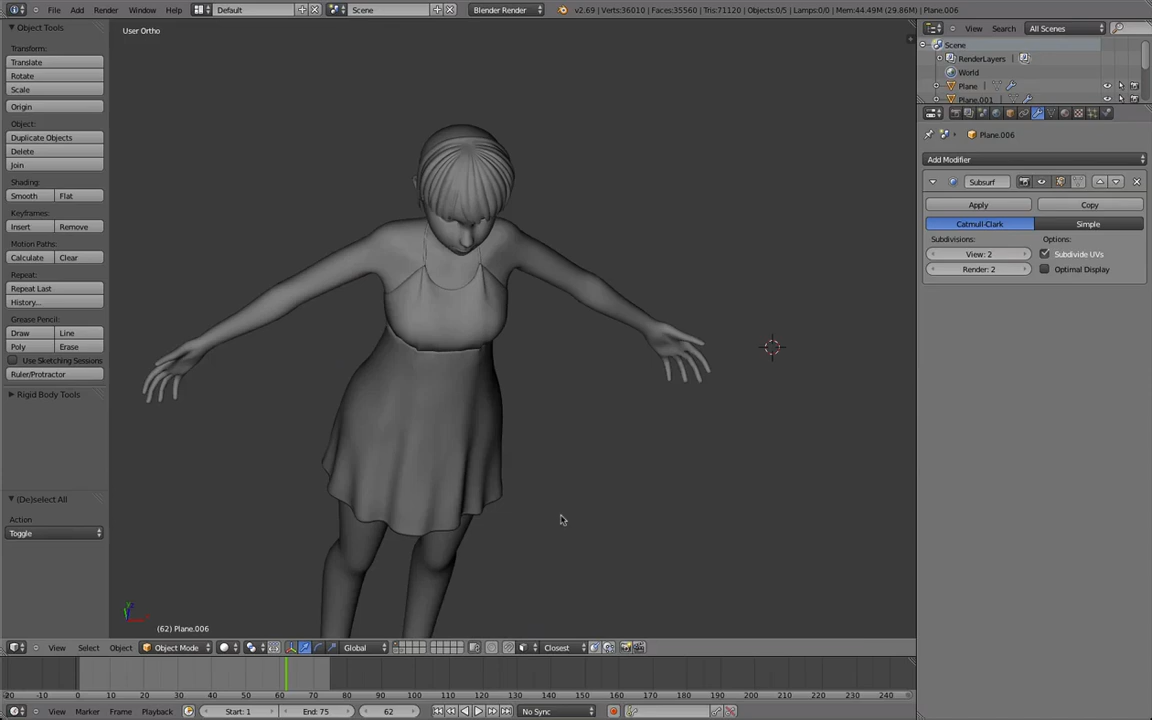 File Add Render Window Help Default Scene Blender Render v2.69 | Verts:36010 | Faces:35560 | Tris:71120 | Objects:0/5 | Lamps:0/0 | Mem:44.49M (29.86M) | Plane.006
Object Tools
Transform:
Translate
Rotate
Scale
Origin
Object:
Duplicate Objects
Delete
Join
Shading:
Smooth Flat
Keyframes:
Insert Remove
Motion Paths:
Calculate Clear
Repeat:
Repeat Last
History...
Grease Pencil:
Draw Line
Poly Erase
Use Sketching Sessions
Ruler/Protractor
Rigid Body Tools
(De)select All
Action
Toggle
User Ortho
(62) Plane.006
View Search All Scenes
Scene
RenderLayers
World
Plane
Plane.001
Plane.006
Add Modifier
Subsurf
Apply Copy
Catmull-Clark Simple
Subdivisions: Options:
View: 2 Subdivide UVs
Render: 2 Optimal Display
View Select Object Object Mode Global Closest
-20 -10 0 10 20 30 40 50 60 70 80 90 100 110 120 130 140 150 160 170 180 190 200 210 220 230 240
View Marker Frame Playback Start: 1 End: 75 62 No Sync